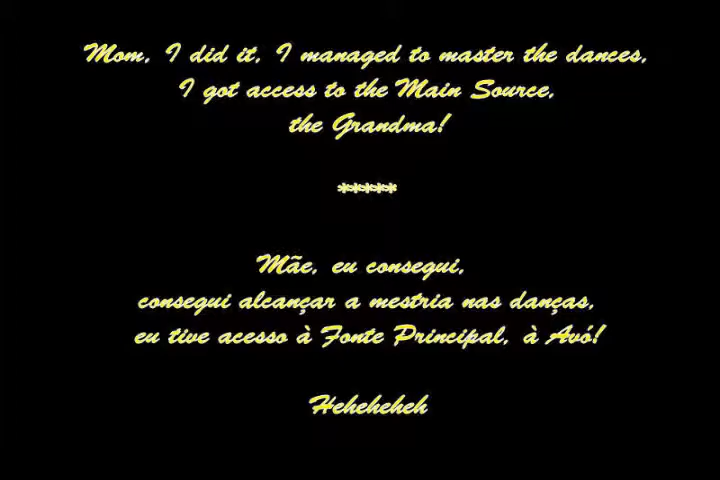 Mom, I did it, I managed to master the dances,
I got access to the Main Source,
the Grandma!
*****
Mãe, eu consegui,
consegui alcançar a mestria nas danças,
eu tive acesso à Fonte Principal, à Avó!
Heheheheh